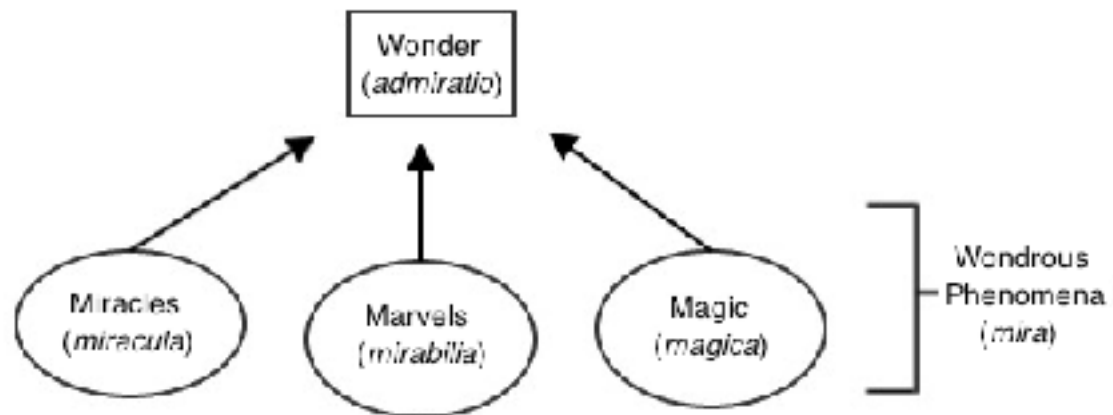 Wonder
(admiratio)
Miracles
(miracula)
Marvels
(mirabilia)
Magic
(magica)
Wondrous
Phenomena
(mira)